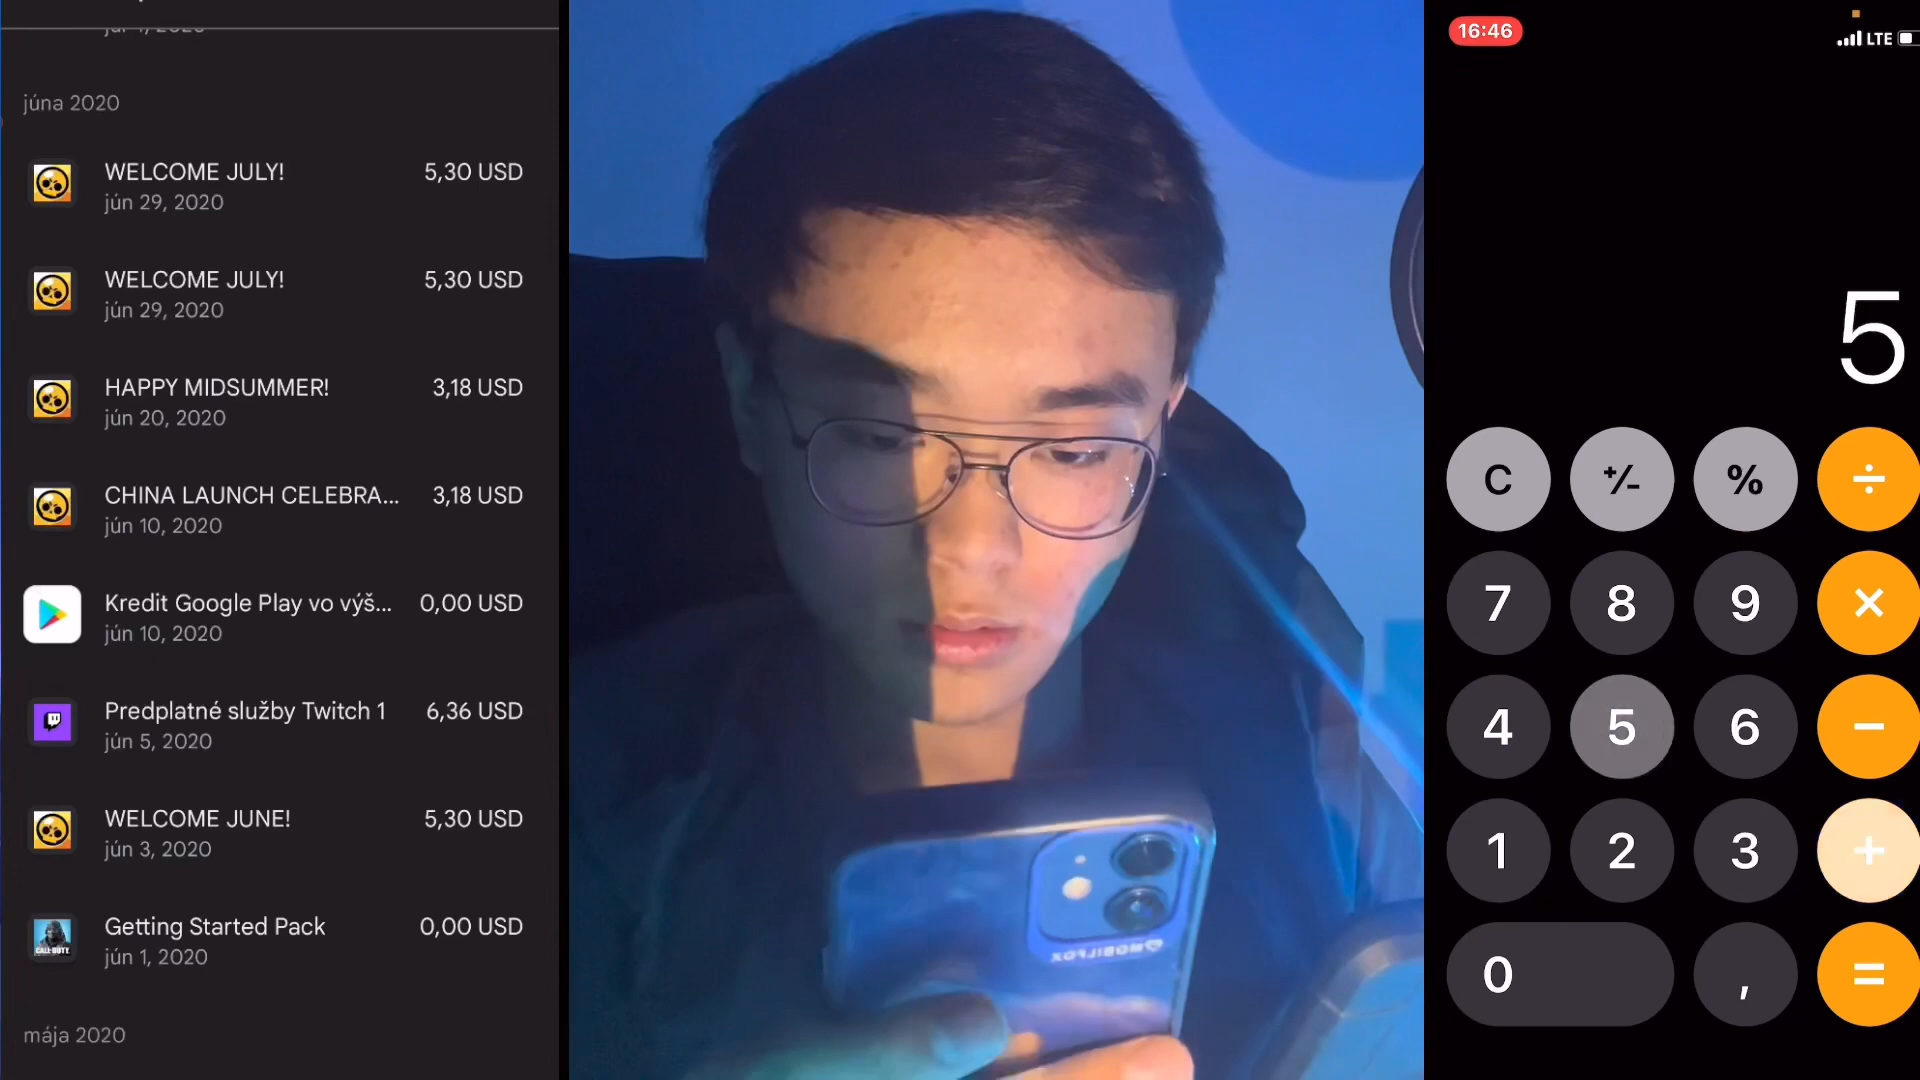 júna 2020
WELCOME JULY!
5,30 USD
jún 29, 2020
WELCOME JULY!
5,30 USD
jún 29, 2020
HAPPY MIDSUMMER!
3,18 USD
jún 20, 2020
CHINA LAUNCH CELEBRA...
3,18 USD
jún 10, 2020
Kredit Google Play vo výš...
0,00 USD
jún 10, 2020
Predplatné služby Twitch 1
6,36 USD
jún 5, 2020
WELCOME JUNE!
5,30 USD
jún 3, 2020
Getting Started Pack
0,00 USD
jún 1, 2020
CALL DUTY
mája 2020
MOBILFOX
16:46
LTE
5
C +/- % ÷
7 8 9 ×
4 5 6 −
1 2 3 +
0 , =